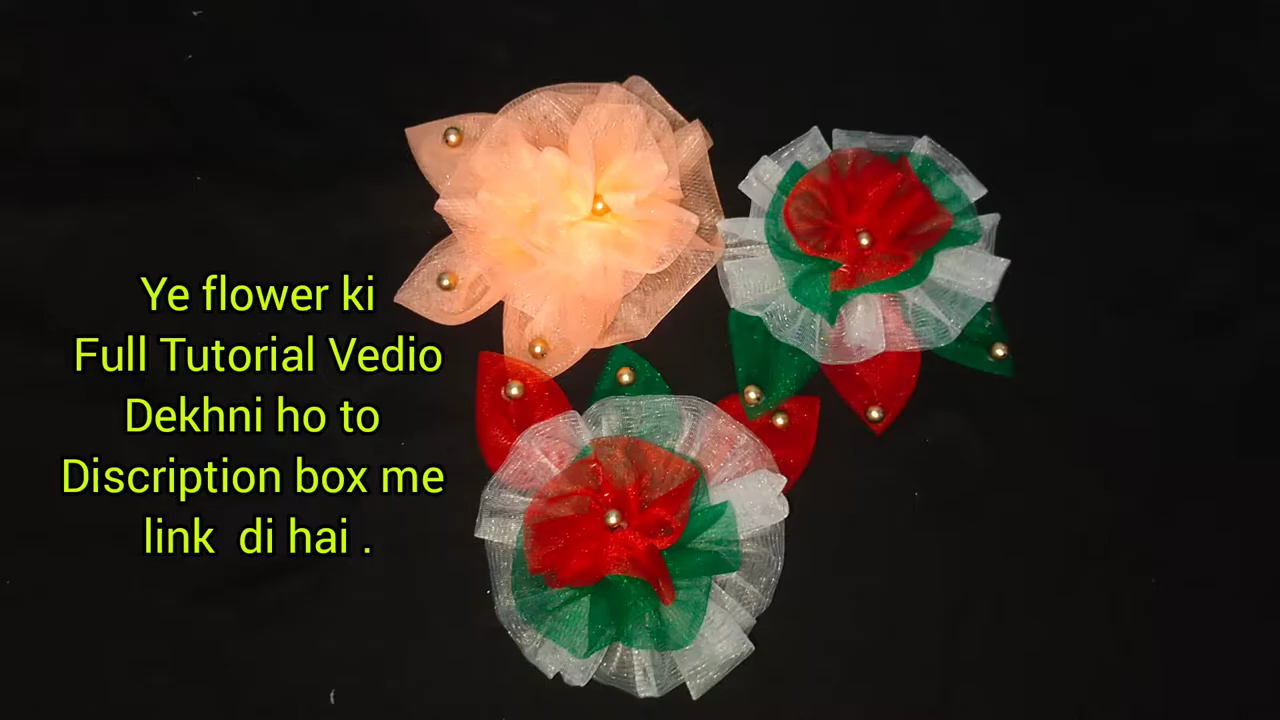 Ye flower ki
Full Tutorial Vedio
Dekhni ho to
Discription box me
link di hai .